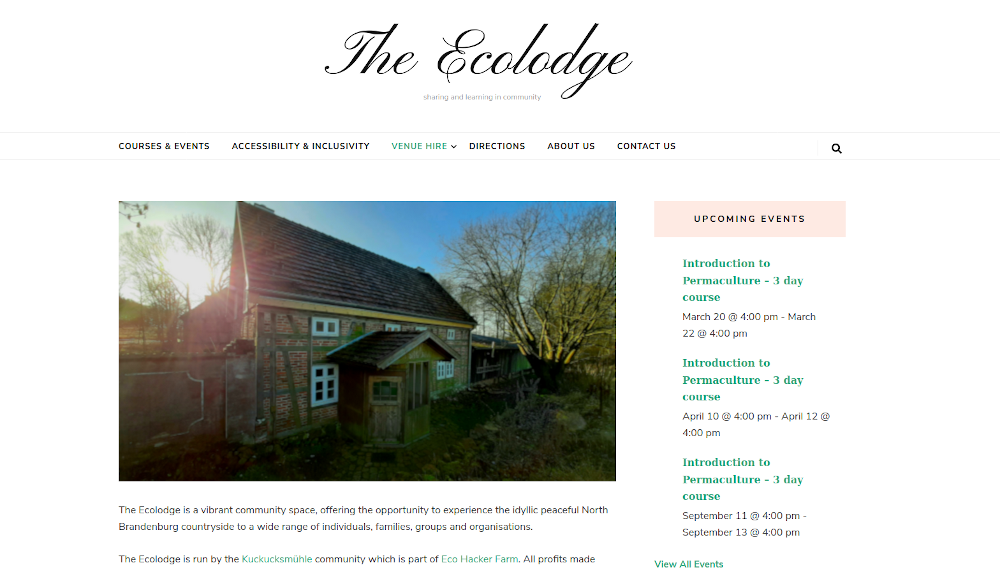 The Ecolodge
sharing and learning in community
COURSES & EVENTS ACCESSIBILITY & INCLUSIVITY VENUE HIRE DIRECTIONS ABOUT US CONTACT US
The Ecolodge is a vibrant community space, offering the opportunity to experience the idyllic peaceful North
Brandenburg countryside to a wide range of individuals, families, groups and organisations.
The Ecolodge is run by the Kuckucksmühle community which is part of Eco Hacker Farm. All profits made
UPCOMING EVENTS
Introduction to
Permaculture – 3 day
course
March 20 @ 4:00 pm - March
22 @ 4:00 pm
Introduction to
Permaculture – 3 day
course
April 10 @ 4:00 pm - April 12 @
4:00 pm
Introduction to
Permaculture – 3 day
course
September 11 @ 4:00 pm -
September 13 @ 4:00 pm
View All Events